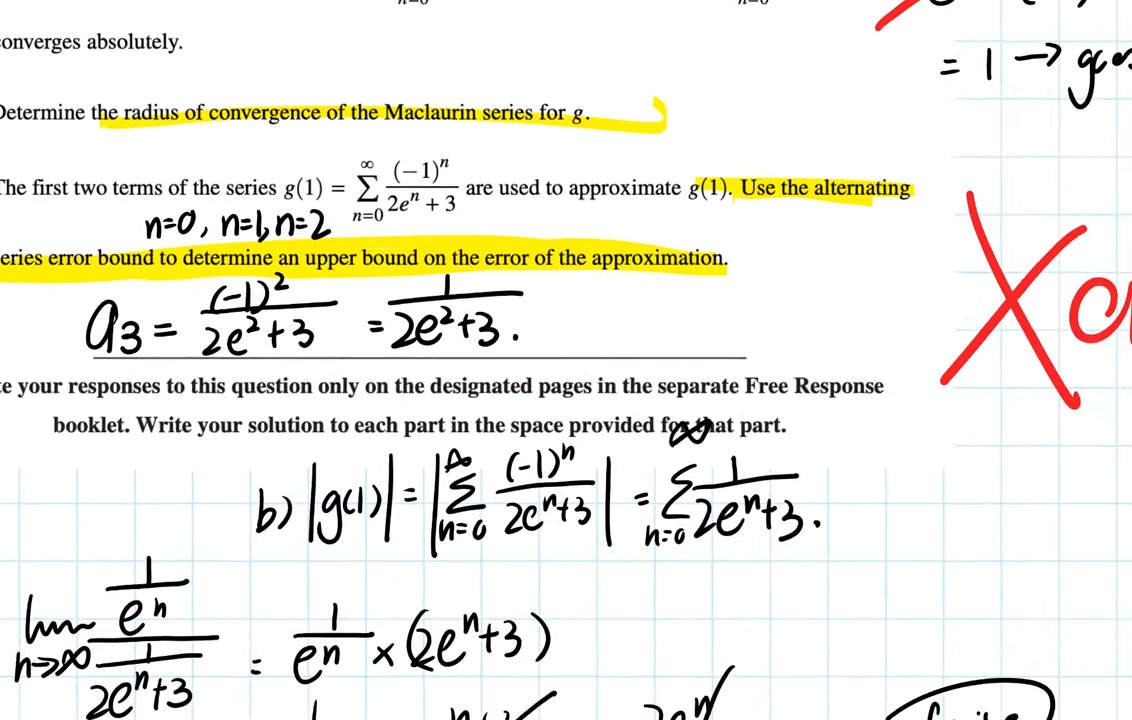 n=0
n=0
= 1 →
converges absolutely.
Determine the radius of convergence of the Maclaurin series for g.
The first two terms of the series g(1) = ∑_{n=0}^{∞} (−1)^n / (2e^n + 3) are used to approximate g(1). Use the alternating
n=0, n=1, n=2
series error bound to determine an upper bound on the error of the approximation.
a₃ = (-1)^2 / (2e^2+3) = 1 / (2e^2+3).
te your responses to this question only on the designated pages in the separate Free Response
booklet. Write your solution to each part in the space provided for that part.
b) |g(1)| = |∑_{n=0}^{∞} (-1)^n / (2e^n+3)| = ∑_{n=0}^{∞} 1 / (2e^n+3).
lim_{n→∞} (1/e^n) / (1/(2e^n+3)) = 1/e^n × (2e^n+3)